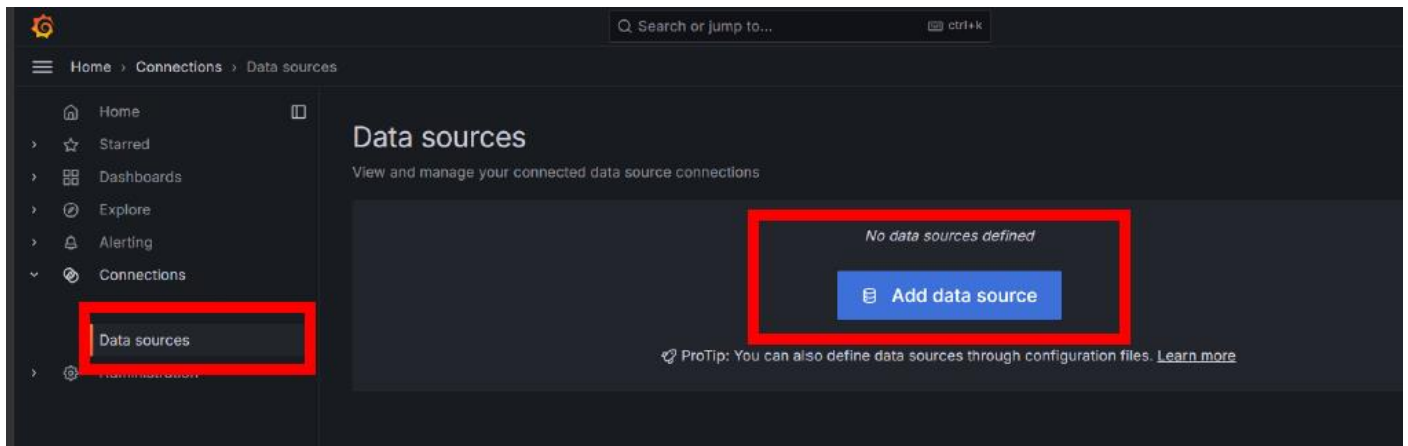 Search or jump to... ctrl+k
Home › Connections › Data sources
Home
Starred
Dashboards
Explore
Alerting
Connections
Data sources
Administration
Data sources
View and manage your connected data source connections
No data sources defined
Add data source
ProTip: You can also define data sources through configuration files. Learn more